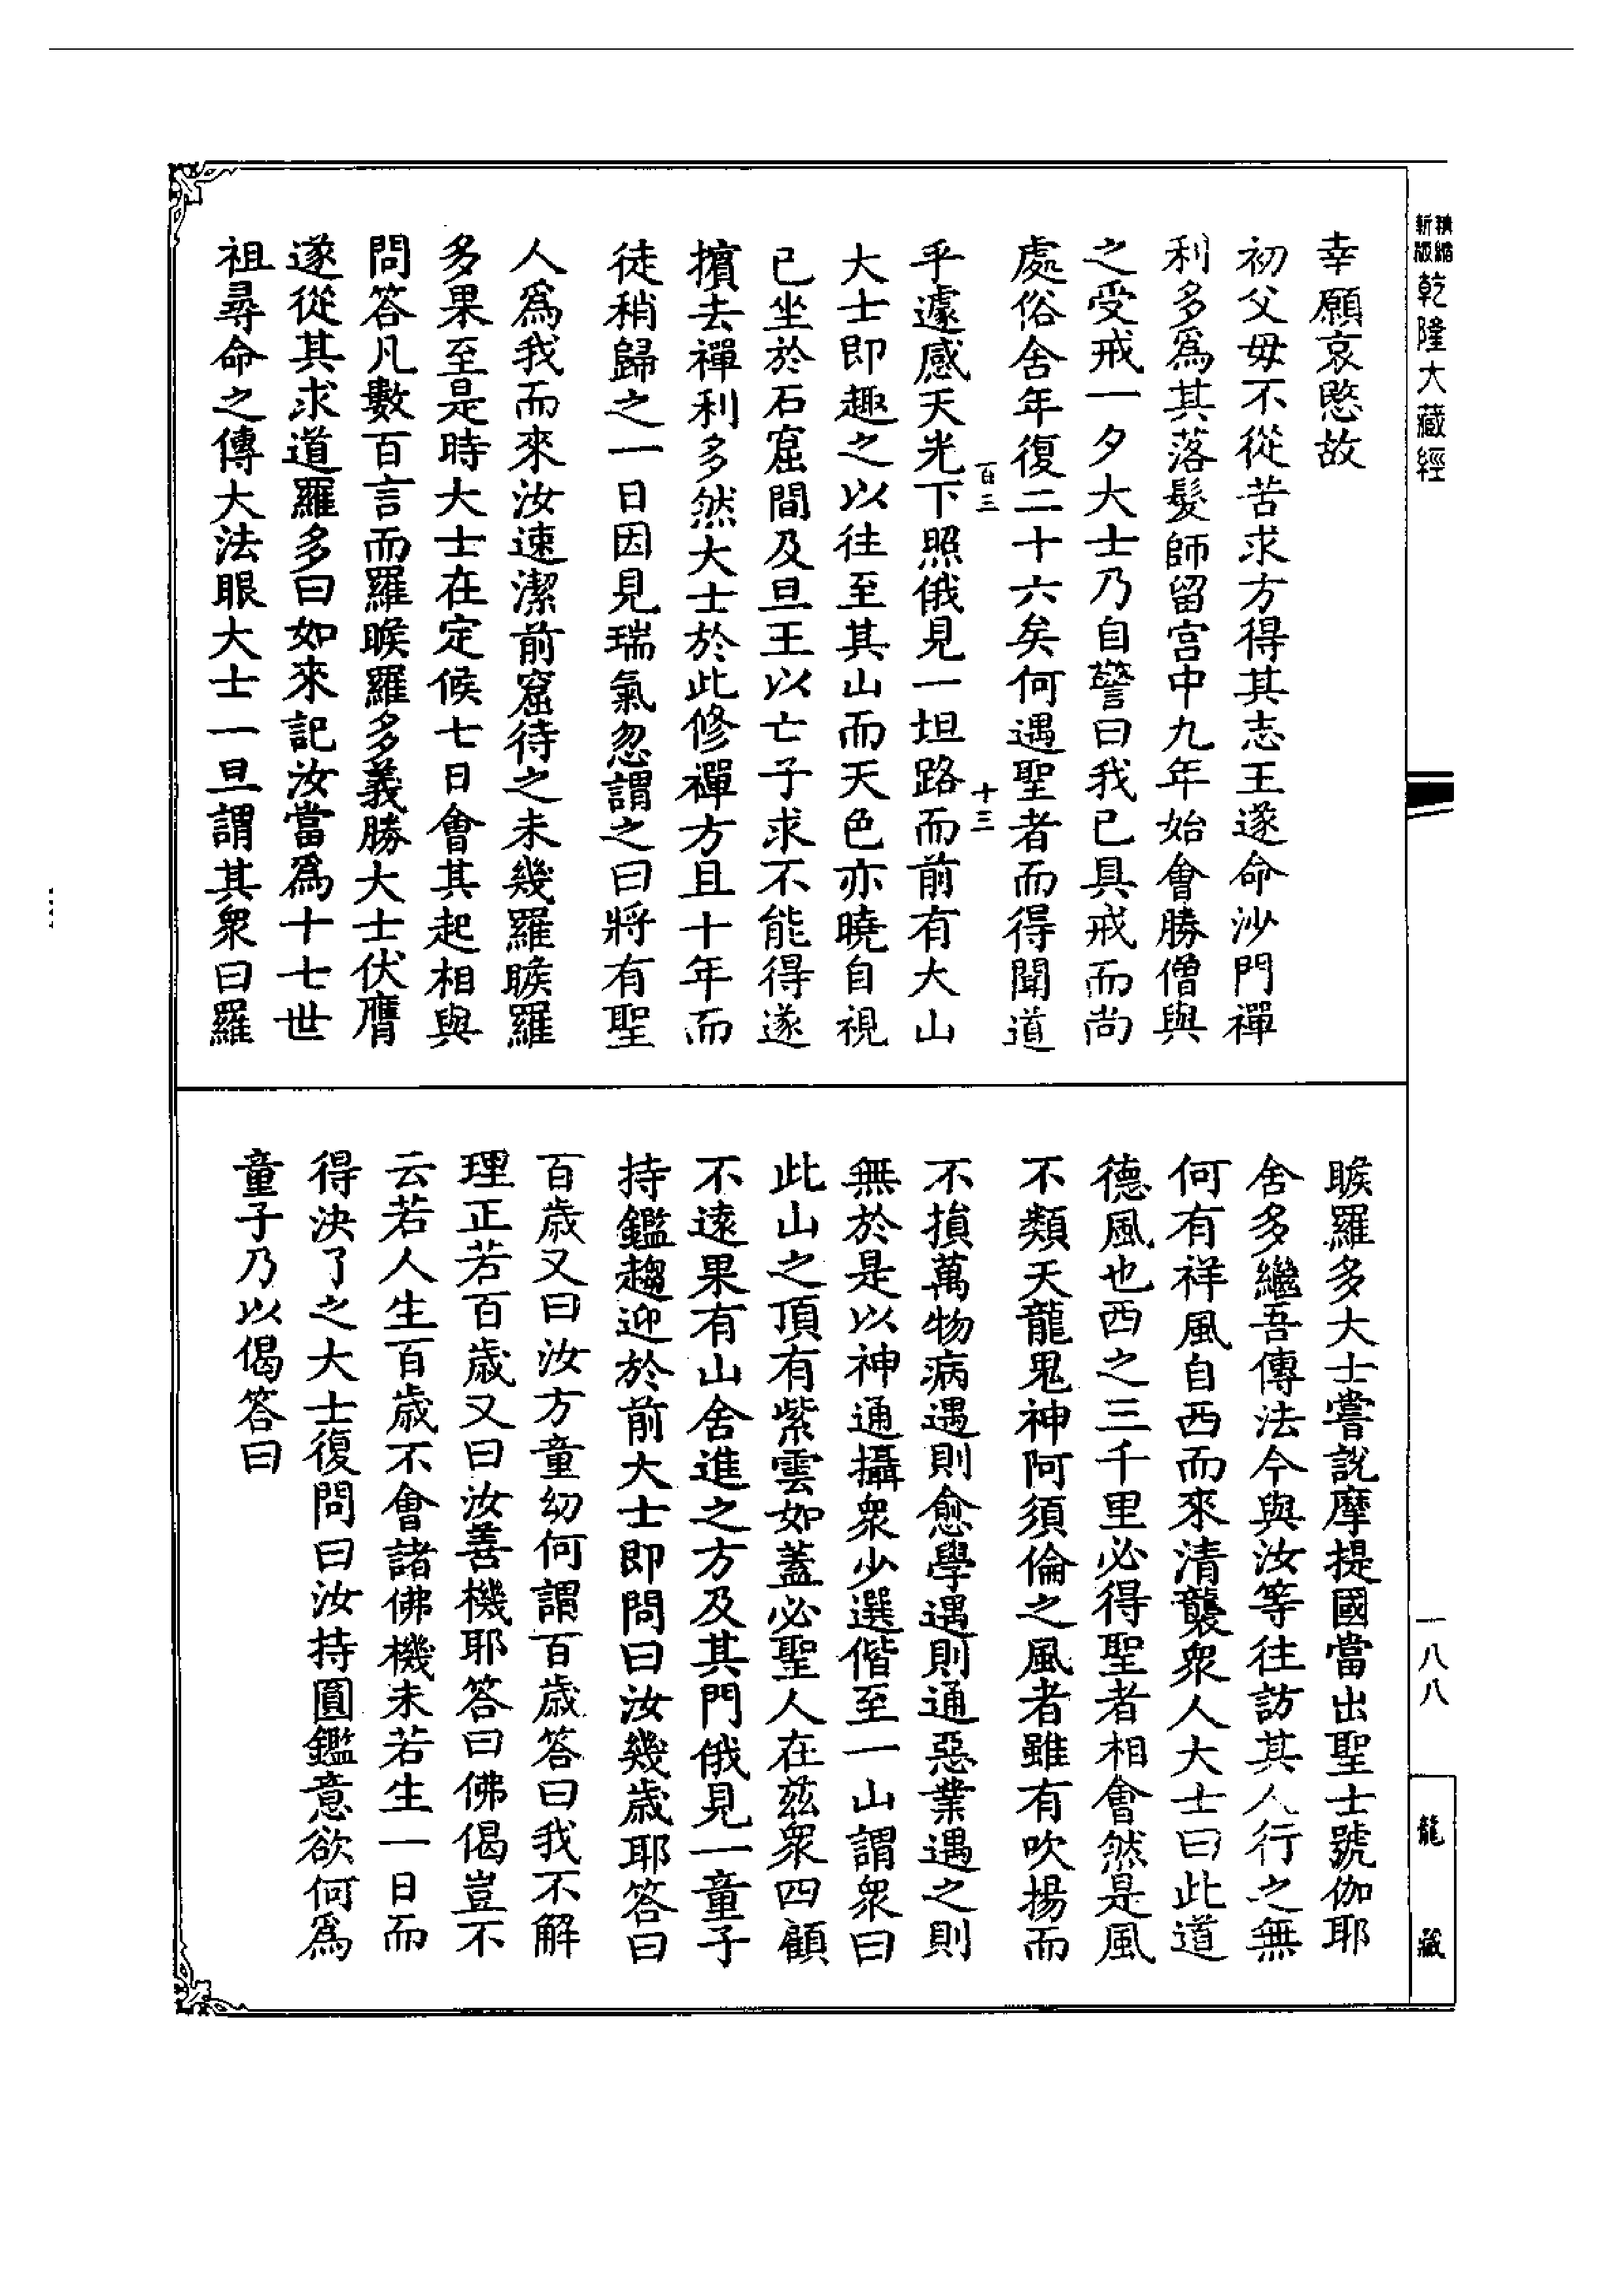 精縮新版乾隆大藏經
幸願哀愍故
初父母不從苦求方得其志王遂命沙門禪
利多為其落髮師留宫中九年始會勝僧與
之受戒一夕大士乃自警曰我已具戒而尚
處俗舍年復二十六矣何遇聖者而得聞道
百三 十三
乎遽感天光下照俄見一坦路而前有大山
大士即趣之以往至其山而天色亦曉自視
已坐於石窟間及旦王以亡子求不能得遂
擯去禪利多然大士於此修禪方且十年而
徒稍歸之一日因見瑞氣忽謂之曰將有聖
人為我而來汝速潔前窟待之未幾羅睺羅
多果至是時大士在定候七日會其起相與
問答凡數百言而羅睺羅多義勝大士伏膺
遂從其求道羅多曰如來記汝當為十七世
祖尋命之傳大法眼大士一旦謂其眾曰羅
睺羅多大士嘗說摩提國當出聖士號伽耶
舍多繼吾傳法今與汝等往訪其人行之無
何有祥風自西而來清襲眾人大士曰此道
德風也西之三千里必得聖者相會然是風
不類天龍鬼神阿須倫之風者雖有吹揚而
不損萬物病遇則愈學遇則通惡業遇之則
無於是以神通攝眾少選偕至一山謂眾曰
此山之頂有紫雲如蓋必聖人在兹眾四顧
不遠果有山舍進之方及其門俄見一童子
持鑑趨迎於前大士即問曰汝幾歲耶答曰
百歲又曰汝方童幼何謂百歲答曰我不解
理正若百歲又曰汝善機耶答曰佛偈豈不
云若人生百歲不會諸佛機未若生一日而
得決了之大士復問曰汝持圓鑑意欲何為
童子乃以偈答曰
一八八
龍藏